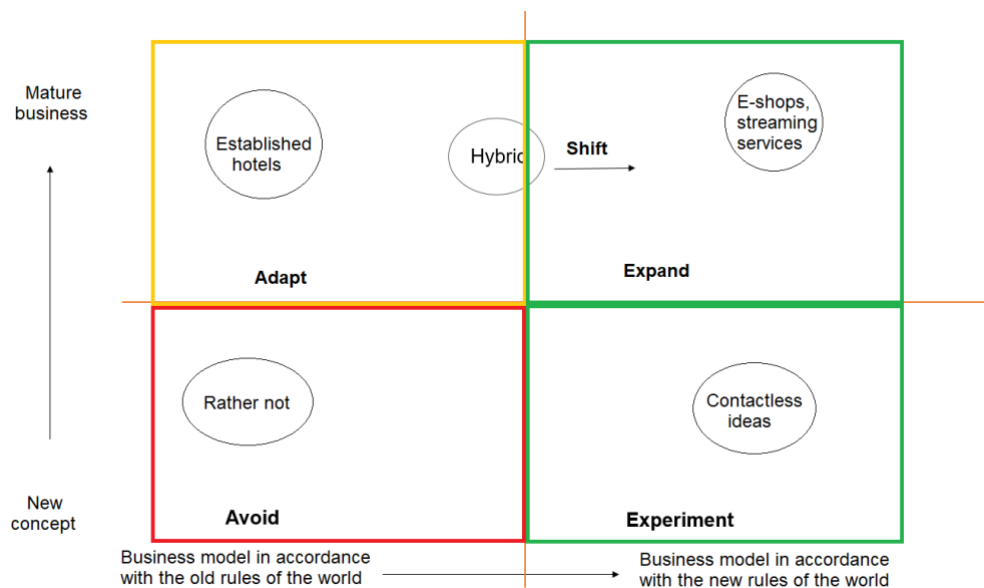 Mature
business
Established
hotels
Hybrid
Shift
E-shops,
streaming
services
Adapt
Expand
Rather not
Contactless
ideas
New
concept
Avoid
Experiment
Business model in accordance
with the old rules of the world
Business model in accordance
with the new rules of the world